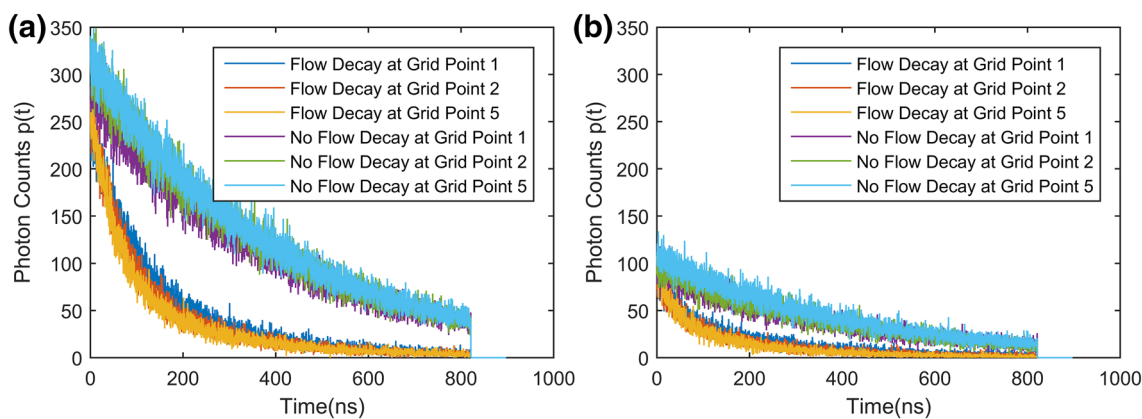 (a)
Photon Counts p(t)
350
300
250
200
150
100
50
0
0 200 400 600 800 1000
Time(ns)
Flow Decay at Grid Point 1
Flow Decay at Grid Point 2
Flow Decay at Grid Point 5
No Flow Decay at Grid Point 1
No Flow Decay at Grid Point 2
No Flow Decay at Grid Point 5
(b)
Photon Counts p(t)
350
300
250
200
150
100
50
0
0 200 400 600 800 1000
Time(ns)
Flow Decay at Grid Point 1
Flow Decay at Grid Point 2
Flow Decay at Grid Point 5
No Flow Decay at Grid Point 1
No Flow Decay at Grid Point 2
No Flow Decay at Grid Point 5